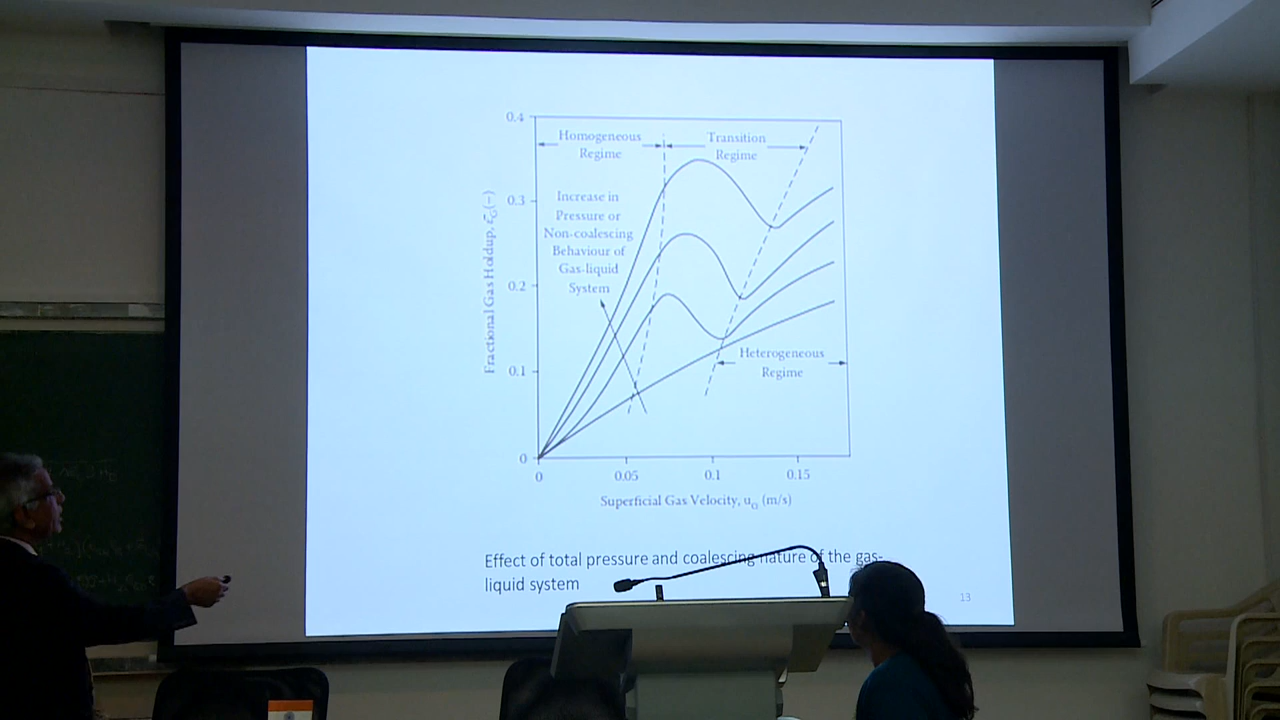 0.4
Homogeneous
Regime
Transition
Regime
0.3
Increase in
Pressure or
Non-coalescing
Behaviour of
Gas-liquid
System
0.2
Heterogeneous
Regime
0.1
0
0
0.05
0.1
0.15
Fractional Gas Holdup, ε̄G(−)
Superficial Gas Velocity, uG (m/s)
Effect of total pressure and coalescing nature of the gas-
liquid system
13